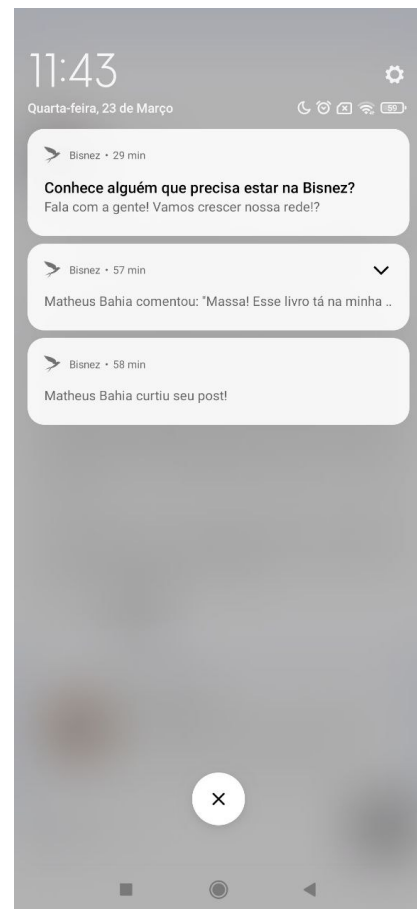 11:43
Quarta-feira, 23 de Março
59
Bisnez • 29 min
Conhece alguém que precisa estar na Bisnez?
Fala com a gente! Vamos crescer nossa rede!?
Bisnez • 57 min
Matheus Bahia comentou: "Massa! Esse livro tá na minha ..
Bisnez • 58 min
Matheus Bahia curtiu seu post!